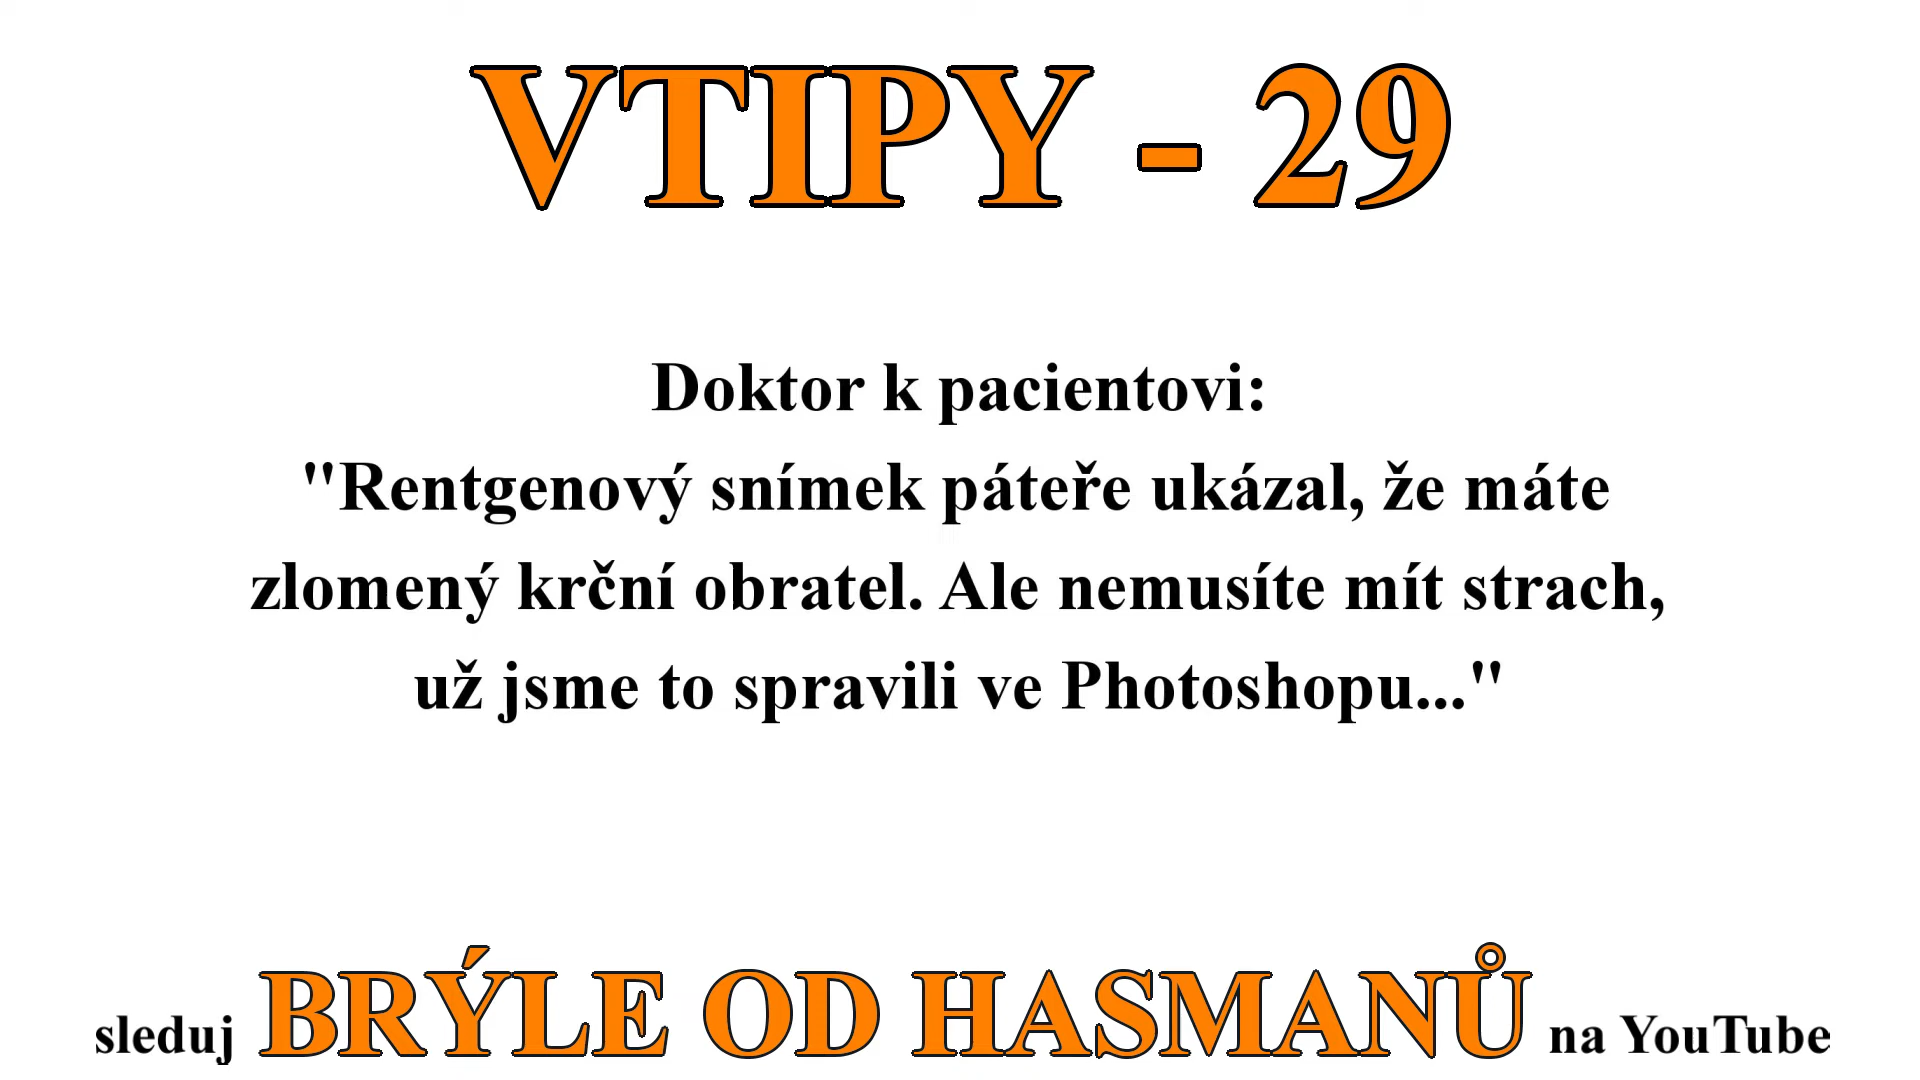 VTIPY - 29
Doktor k pacientovi:
"Rentgenový snímek páteře ukázal, že máte
zlomený krční obratel. Ale nemusíte mít strach,
už jsme to spravili ve Photoshopu..."
sleduj BRÝLE OD HASMANŮ na YouTube